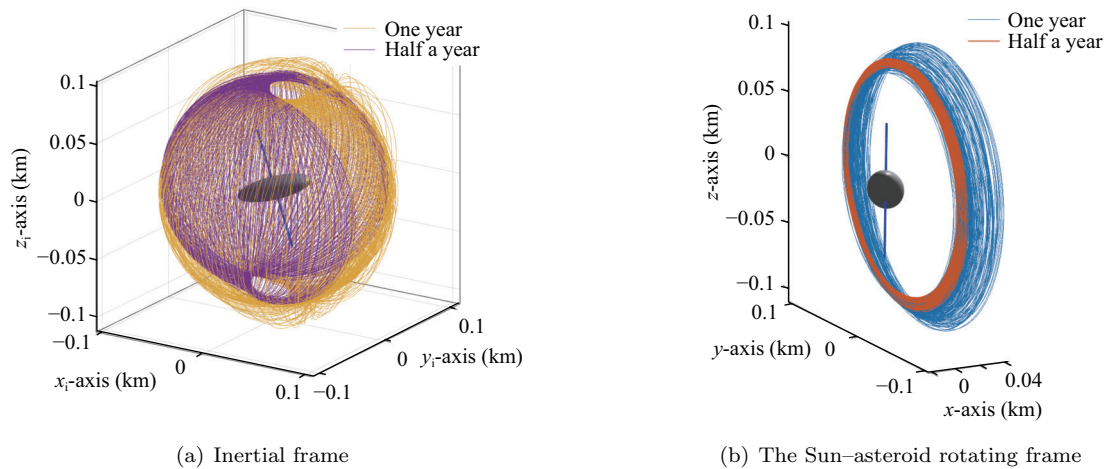 One year
Half a year
0.1
0.05
0
−0.05
−0.1
zᵢ-axis (km)
−0.1
0
0.1
xᵢ-axis (km)
−0.1
0
0.1
yᵢ-axis (km)
(a) Inertial frame
One year
Half a year
0.1
0.05
0
−0.05
−0.1
z-axis (km)
0.1
0
−0.1
y-axis (km)
0
0.04
x-axis (km)
(b) The Sun–asteroid rotating frame